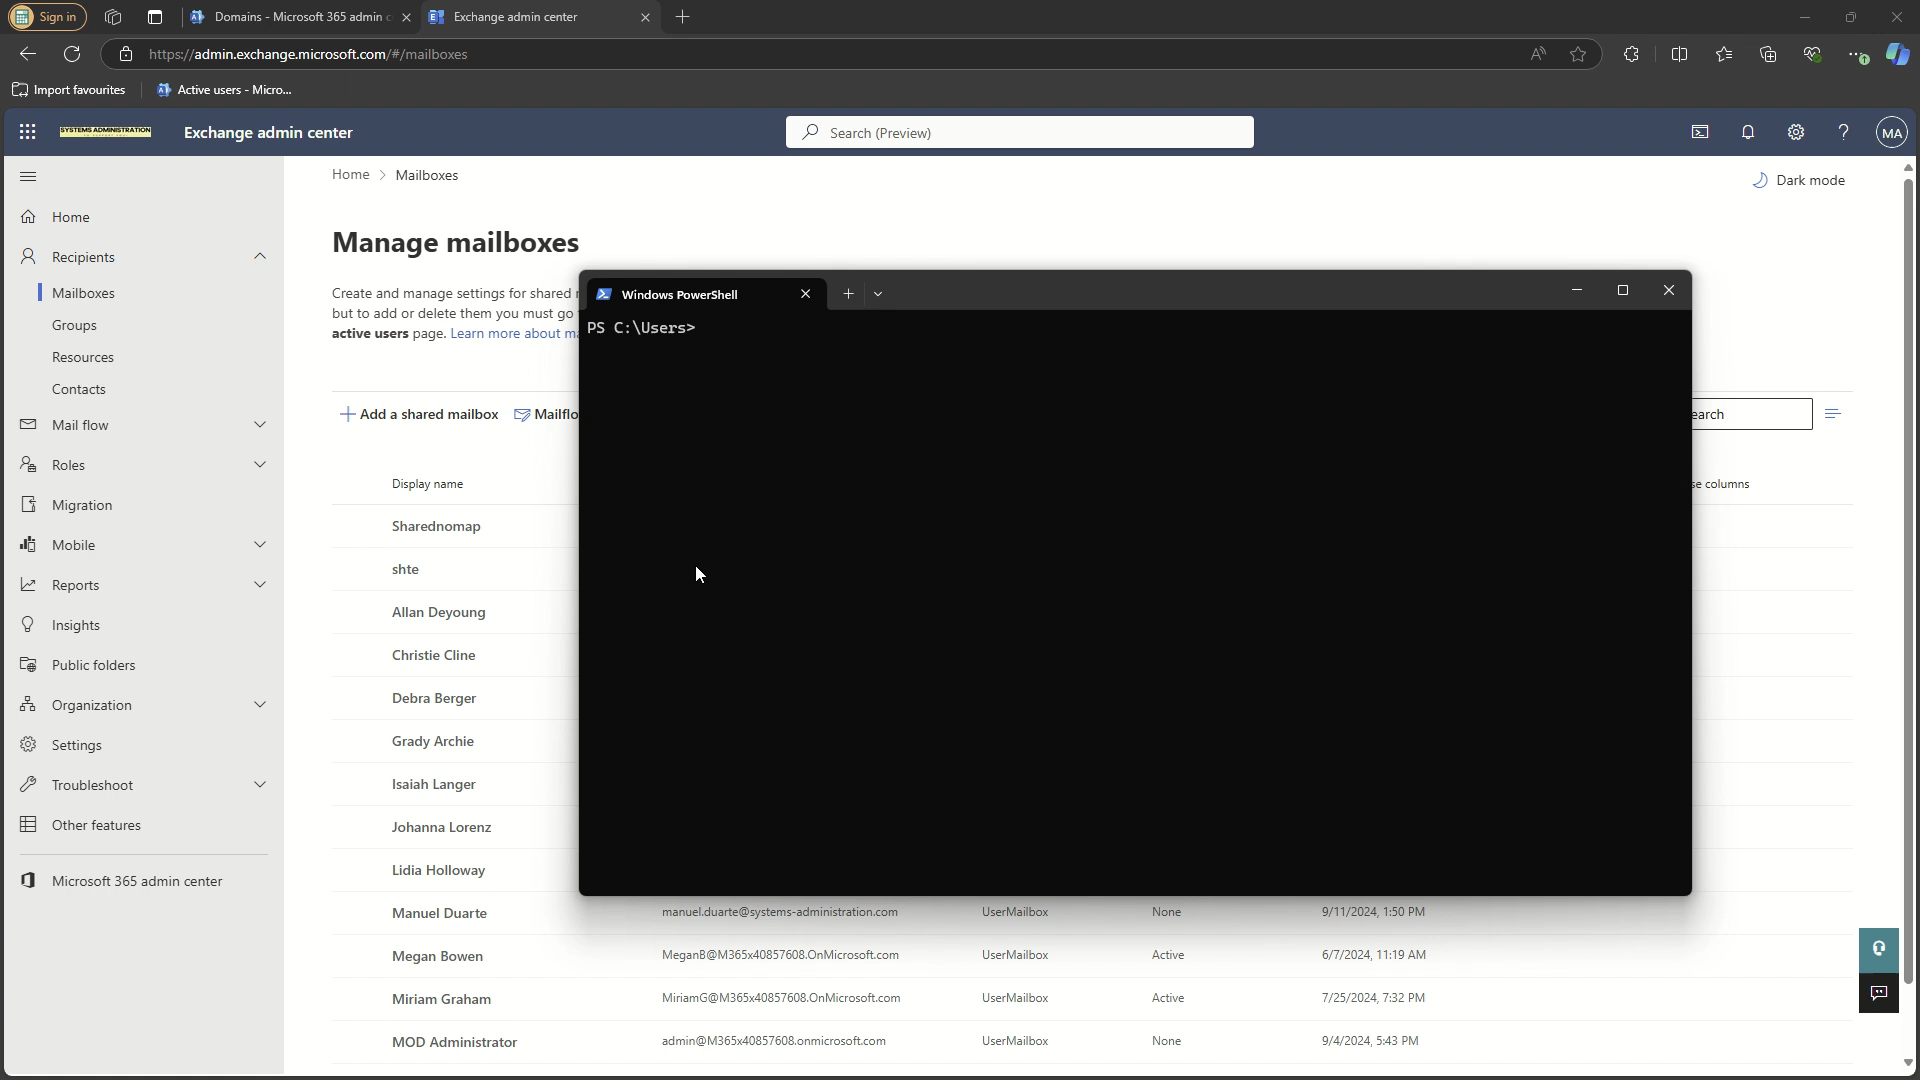 Sign in
Domains - Microsoft 365 admin c
Exchange admin center
https://admin.exchange.microsoft.com/#/mailboxes
Import favourites
Active users - Micro...
SYSTEMS ADMINISTRATION
Exchange admin center
Search (Preview)
MA
Home
Recipients
Mailboxes
Groups
Resources
Contacts
Mail flow
Roles
Migration
Mobile
Reports
Insights
Public folders
Organization
Settings
Troubleshoot
Other features
Microsoft 365 admin center
Home > Mailboxes
Dark mode
Manage mailboxes
Create and manage settings for shared
but to add or delete them you must go
active users page. Learn more about
Add a shared mailbox
Mailflo
earch
Display name
se columns
Sharednomap
shte
Allan Deyoung
Christie Cline
Debra Berger
Grady Archie
Isaiah Langer
Johanna Lorenz
Lidia Holloway
Manuel Duarte manuel.duarte@systems-administration.com UserMailbox None 9/11/2024, 1:50 PM
Megan Bowen MeganB@M365x40857608.OnMicrosoft.com UserMailbox Active 6/7/2024, 11:19 AM
Miriam Graham MiriamG@M365x40857608.OnMicrosoft.com UserMailbox Active 7/25/2024, 7:32 PM
MOD Administrator admin@M365x40857608.onmicrosoft.com UserMailbox None 9/4/2024, 5:43 PM
Windows PowerShell
PS C:\Users>